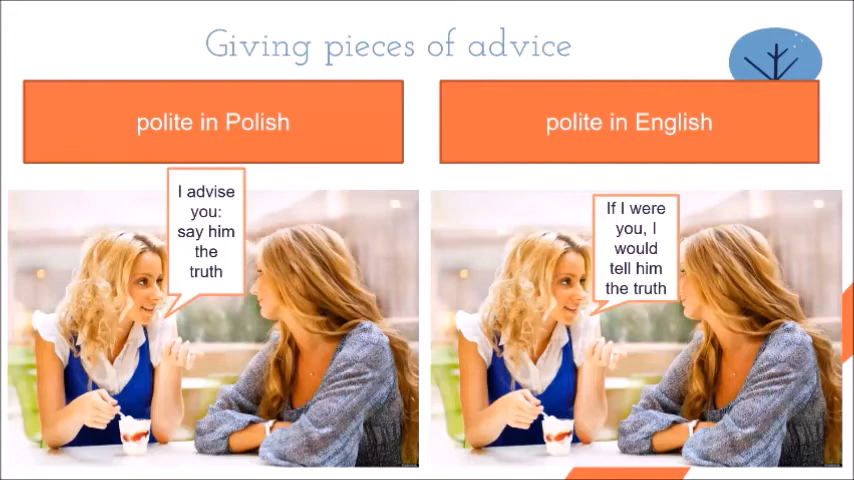 Giving pieces of advice
polite in Polish
polite in English
I advise
you:
say him
the
truth
If I were
you, I
would
tell him
the truth